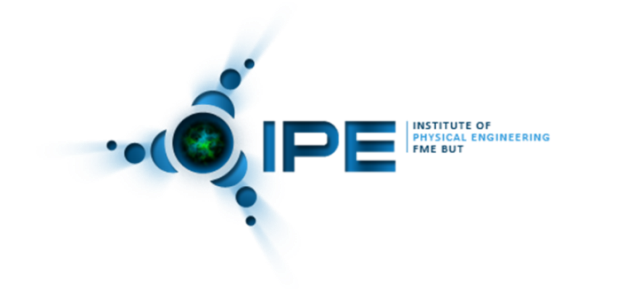 IPE
INSTITUTE OF
PHYSICAL ENGINEERING
FME BUT